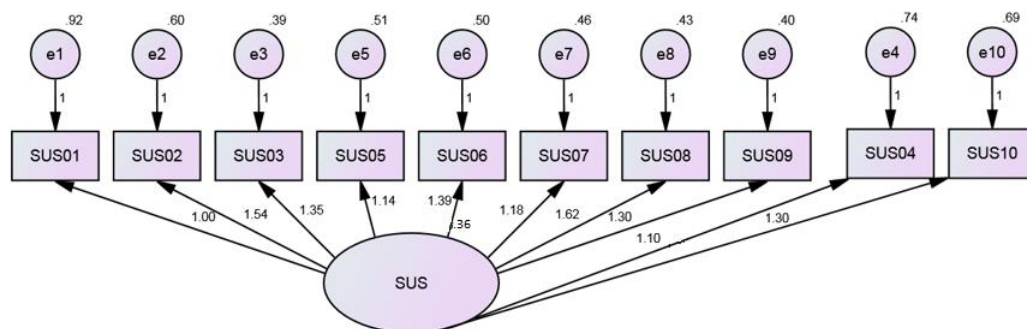 .92 .60 .39 .51 .50 .46 .43 .40 .74 .69
e1 e2 e3 e5 e6 e7 e8 e9 e4 e10
1 1 1 1 1 1 1 1 1 1
SUS01 SUS02 SUS03 SUS05 SUS06 SUS07 SUS08 SUS09 SUS04 SUS10
1.00 1.54 1.35 1.14 1.39 1.18 1.62 1.30 1.10 1.30
.36
SUS